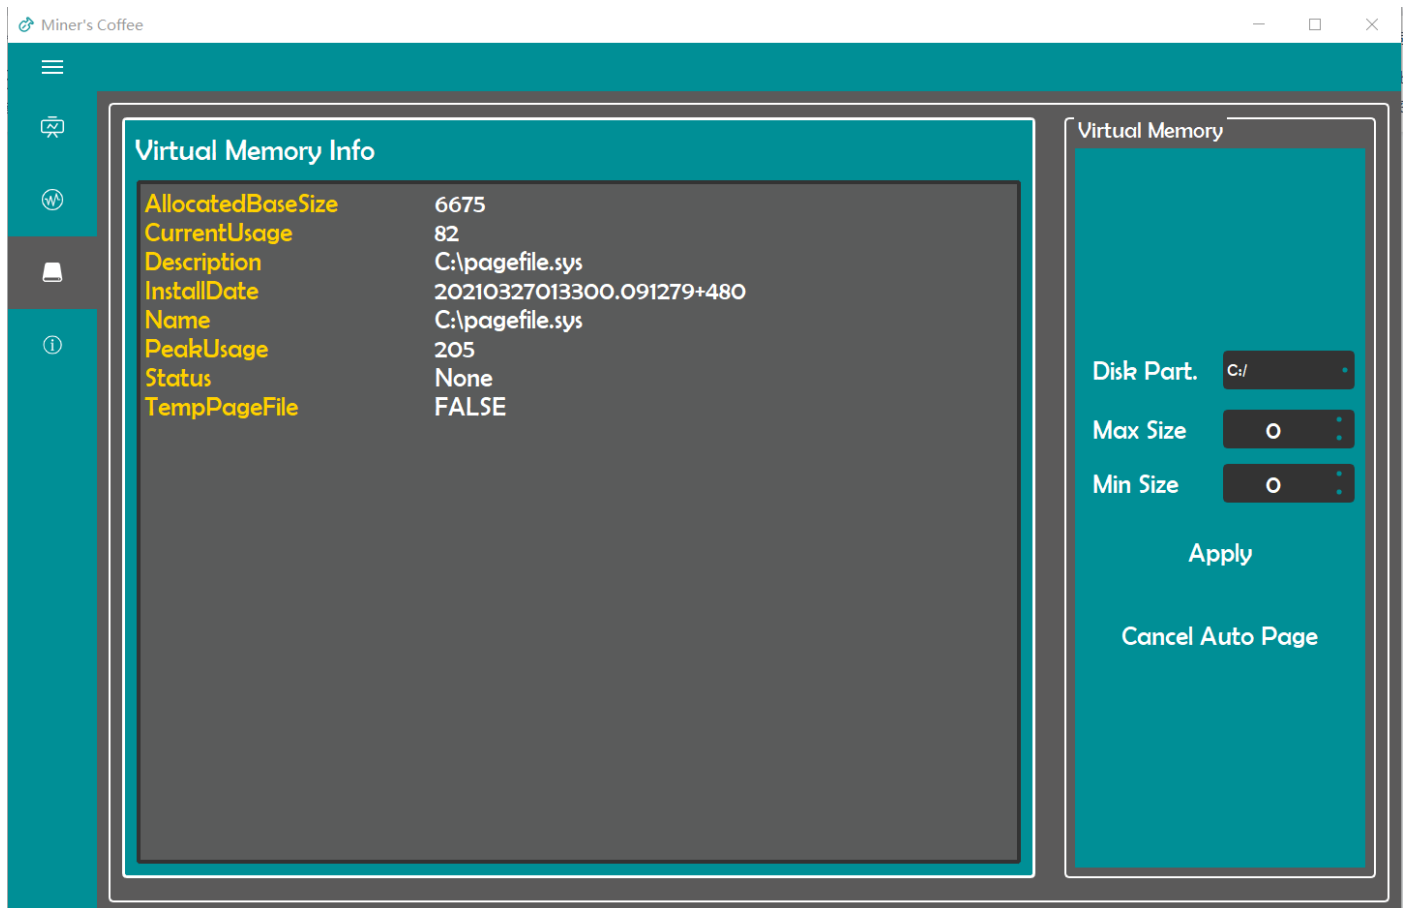 Miner's Coffee
Virtual Memory Info
AllocatedBaseSize 6675
CurrentUsage 82
Description C:\pagefile.sys
InstallDate 20210327013300.091279+480
Name C:\pagefile.sys
PeakUsage 205
Status None
TempPageFile FALSE
Virtual Memory
Disk Part. C:/
Max Size 0
Min Size 0
Apply
Cancel Auto Page